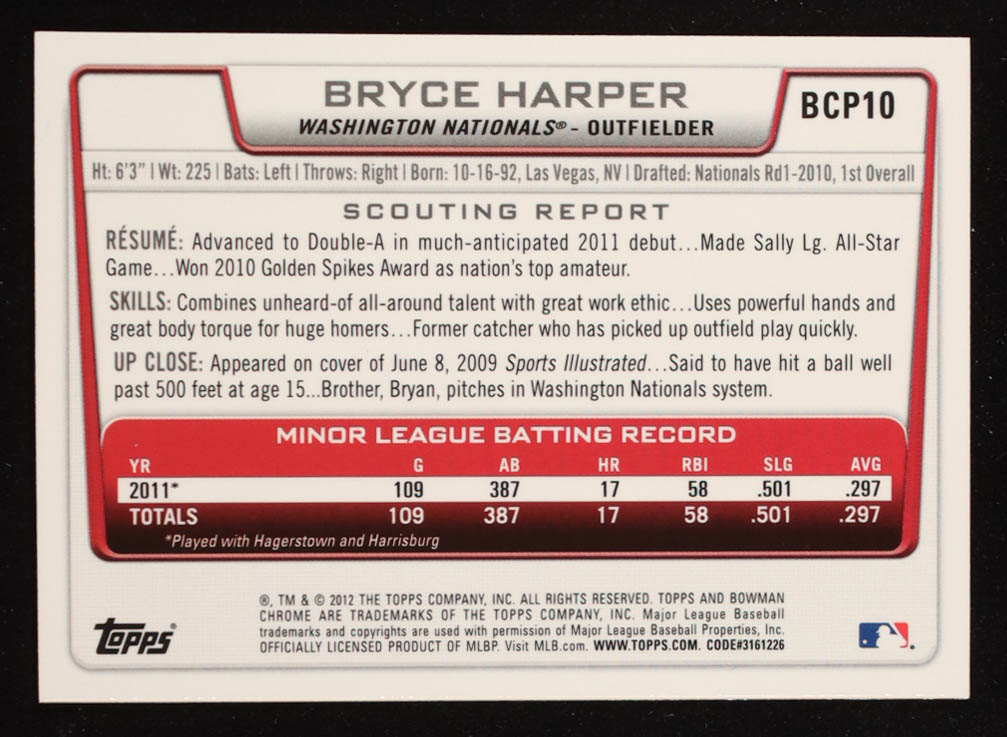 BRYCE HARPER
WASHINGTON NATIONALS® - OUTFIELDER
BCP10
Ht: 6'3" | Wt: 225 | Bats: Left | Throws: Right | Born: 10-16-92, Las Vegas, NV | Drafted: Nationals Rd1-2010, 1st Overall
SCOUTING REPORT
RÉSUMÉ: Advanced to Double-A in much-anticipated 2011 debut...Made Sally Lg. All-Star
Game...Won 2010 Golden Spikes Award as nation's top amateur.
SKILLS: Combines unheard-of all-around talent with great work ethic...Uses powerful hands and
great body torque for huge homers...Former catcher who has picked up outfield play quickly.
UP CLOSE: Appeared on cover of June 8, 2009 Sports Illustrated...Said to have hit a ball well
past 500 feet at age 15...Brother, Bryan, pitches in Washington Nationals system.
MINOR LEAGUE BATTING RECORD
YR G AB HR RBI SLG AVG
2011* 109 387 17 58 .501 .297
TOTALS 109 387 17 58 .501 .297
*Played with Hagerstown and Harrisburg
®, TM & © 2012 THE TOPPS COMPANY, INC. ALL RIGHTS RESERVED. TOPPS AND BOWMAN
CHROME ARE TRADEMARKS OF THE TOPPS COMPANY, INC. Major League Baseball
trademarks and copyrights are used with permission of Major League Baseball Properties, Inc.
OFFICIALLY LICENSED PRODUCT OF MLBP. Visit MLB.com. WWW.TOPPS.COM. CODE#3161226
Topps®